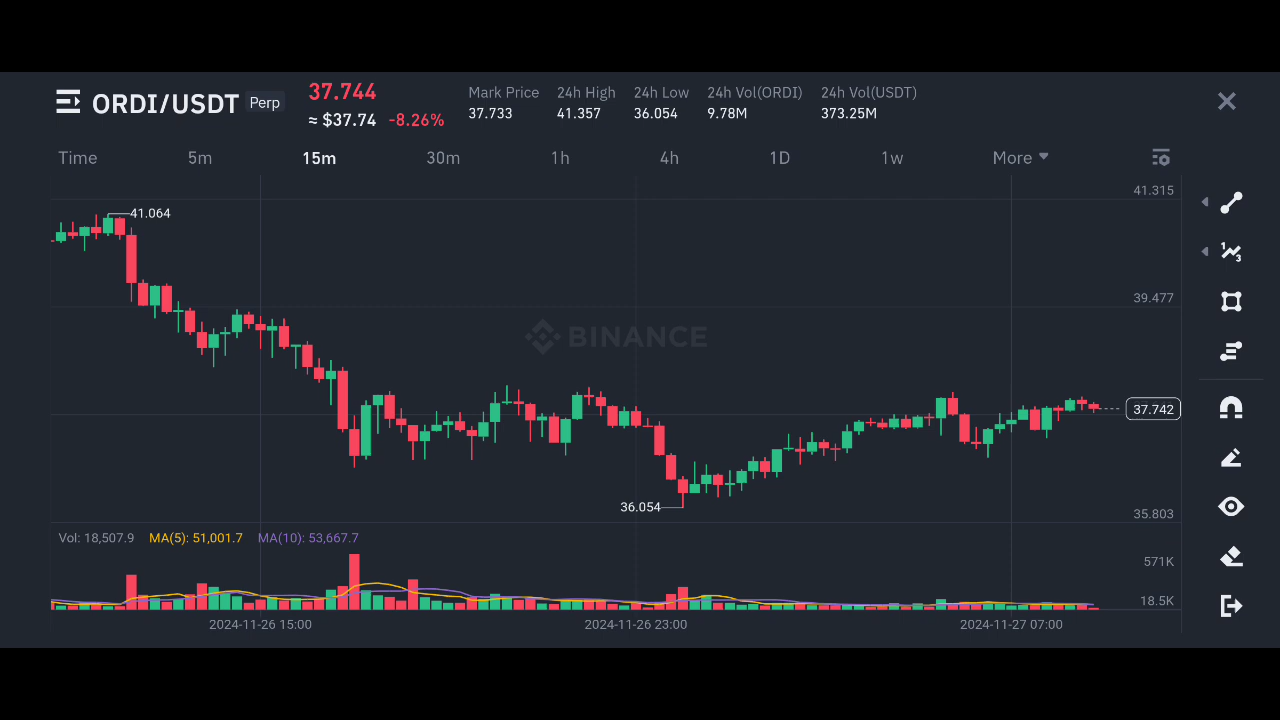 ORDI/USDT Perp
37.744
≈ $37.74 -8.26%
Mark Price 24h High 24h Low 24h Vol(ORDI) 24h Vol(USDT)
37.733 41.357 36.054 9.78M 373.25M
Time 5m 15m 30m 1h 4h 1D 1w More
41.315
41.064
39.477
BINANCE
37.742
36.054
35.803
Vol: 18,507.9 MA(5): 51,001.7 MA(10): 53,667.7
571K
18.5K
2024-11-26 15:00 2024-11-26 23:00 2024-11-27 07:00
1
3